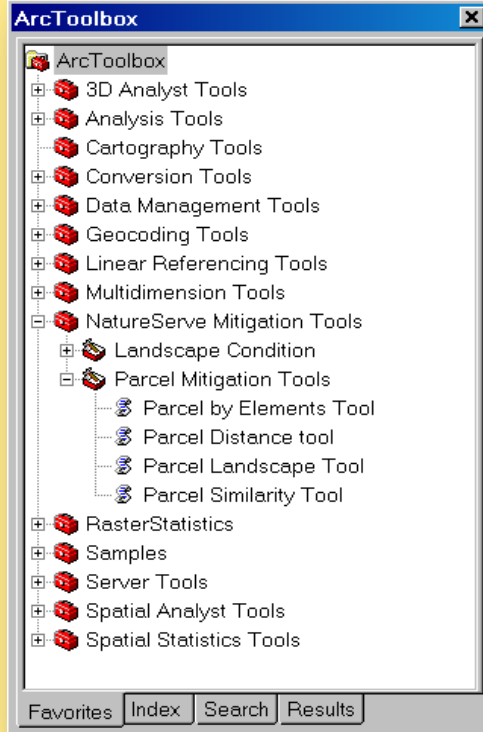 ArcToolbox
ArcToolbox
3D Analyst Tools
Analysis Tools
Cartography Tools
Conversion Tools
Data Management Tools
Geocoding Tools
Linear Referencing Tools
Multidimension Tools
NatureServe Mitigation Tools
Landscape Condition
Parcel Mitigation Tools
Parcel by Elements Tool
Parcel Distance tool
Parcel Landscape Tool
Parcel Similarity Tool
RasterStatistics
Samples
Server Tools
Spatial Analyst Tools
Spatial Statistics Tools
Favorites Index Search Results